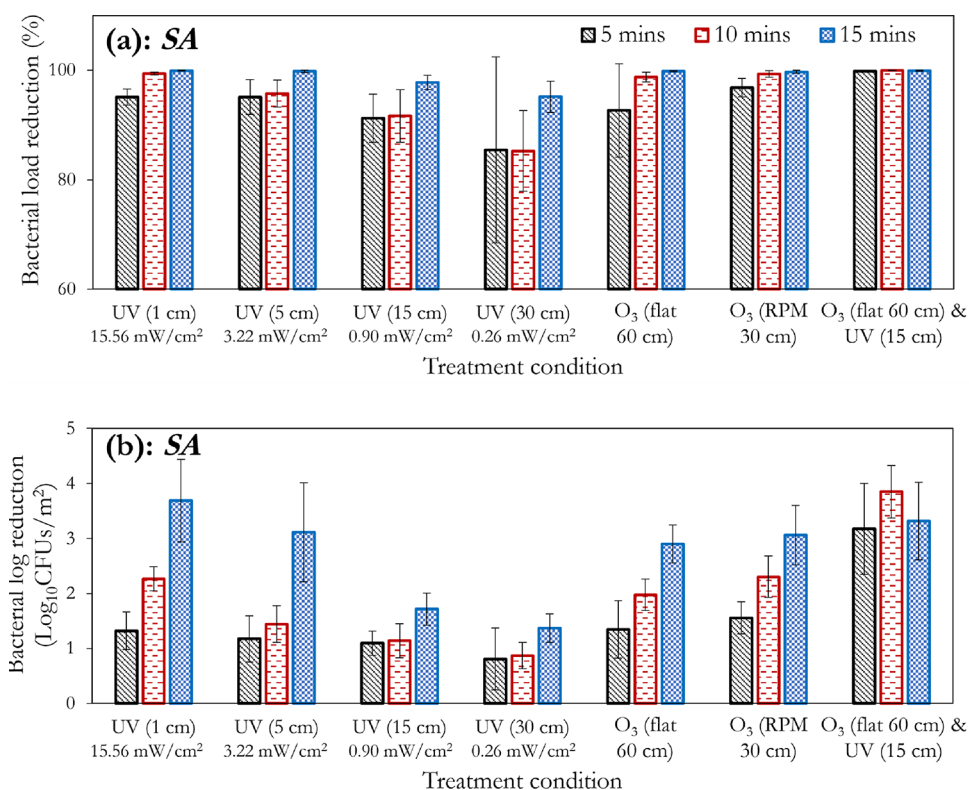 (a): SA
5 mins 10 mins 15 mins
Bacterial load reduction (%)
100
80
60
UV (1 cm) UV (5 cm) UV (15 cm) UV (30 cm) O₃ (flat O₃ (RPM O₃ (flat 60 cm) &
15.56 mW/cm² 3.22 mW/cm² 0.90 mW/cm² 0.26 mW/cm² 60 cm) 30 cm) UV (15 cm)
Treatment condition
(b): SA
Bacterial log reduction
(Log₁₀CFUs/m²)
5
4
3
2
1
0
UV (1 cm) UV (5 cm) UV (15 cm) UV (30 cm) O₃ (flat O₃ (RPM O₃ (flat 60 cm) &
15.56 mW/cm² 3.22 mW/cm² 0.90 mW/cm² 0.26 mW/cm² 60 cm) 30 cm) UV (15 cm)
Treatment condition